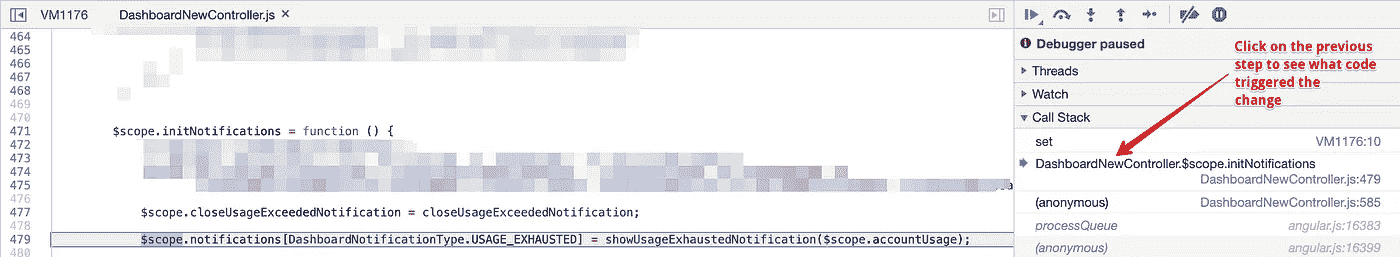 VM1176 DashboardNewController.js ×
464
465
466
467
468
469
470
471 $scope.initNotifications = function () {
472
473
474
475
476
477 $scope.closeUsageExceededNotification = closeUsageExceededNotification;
478
479 $scope.notifications[DashboardNotificationType.USAGE_EXHAUSTED] = showUsageExhaustedNotification($scope.accountUsage);
480
Debugger paused
Threads
Watch
Call Stack
set VM1176:10
DashboardNewController.$scope.initNotifications
DashboardNewController.js:479
(anonymous) DashboardNewController.js:585
processQueue angular.js:16383
(anonymous) angular.js:16399
Click on the previous
step to see what code
triggered the
change